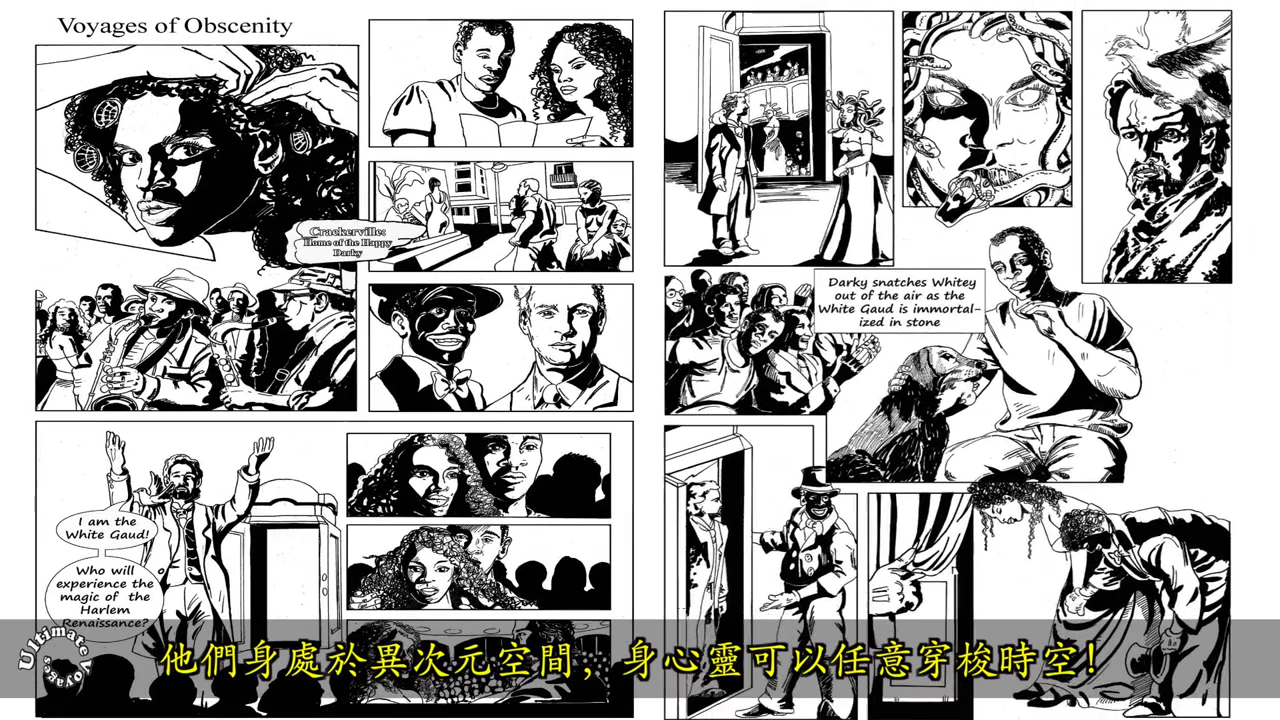 Voyages of Obscenity
Crackerville:
Home of the Happy
Darky
I am the
White Gaud!
Who will
experience the
magic of the
Harlem
Renaissance?
Darky snatches Whitey
out of the air as the
White Gaud is immortal-
ized in stone
Ultimate Voyages
他們身處於異次元空間，身心靈可以任意穿梭時空!